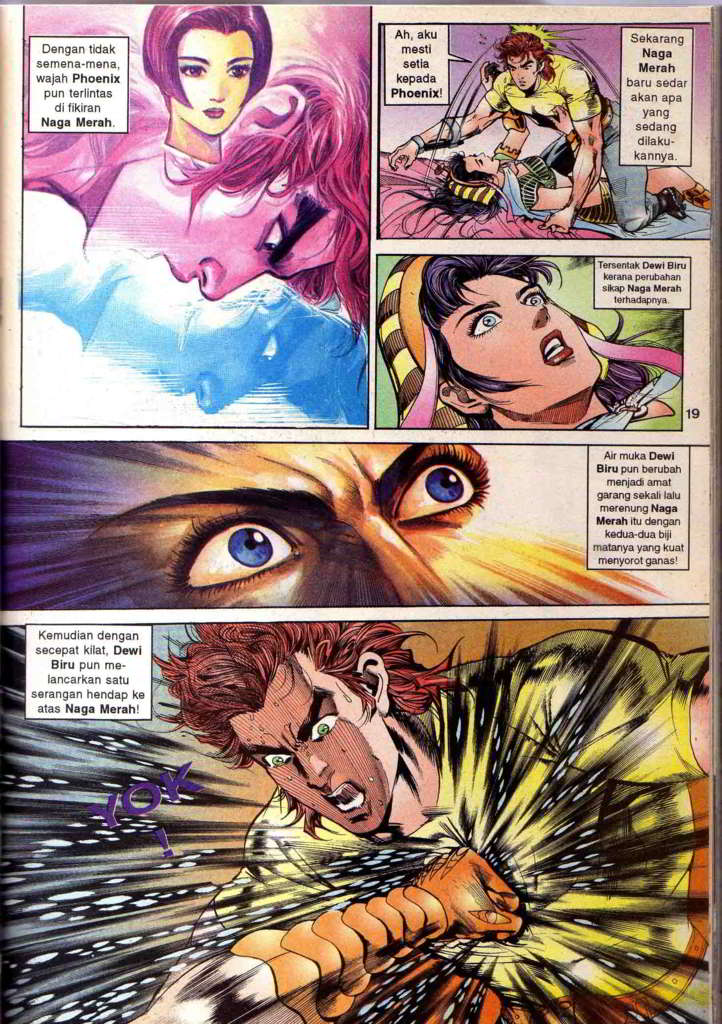 Dengan tidak
semena-mena,
wajah Phoenix
pun terlintas
di fikiran
Naga Merah.
Ah, aku
mesti
setia
kepada
Phoenix!
Sekarang
Naga
Merah
baru sedar
akan apa
yang
sedang
dilaku-
kannya.
Tersentak Dewi Biru
kerana perubahan
sikap Naga Merah
terhadapnya.
19
Air muka Dewi
Biru pun berubah
menjadi amat
garang sekali lalu
merenung Naga
Merah itu dengan
kedua-dua biji
matanya yang kuat
menyorot ganas!
Kemudian dengan
secepat kilat, Dewi
Biru pun me-
lancarkan satu
serangan hendap ke
atas Naga Merah!
YOK
!